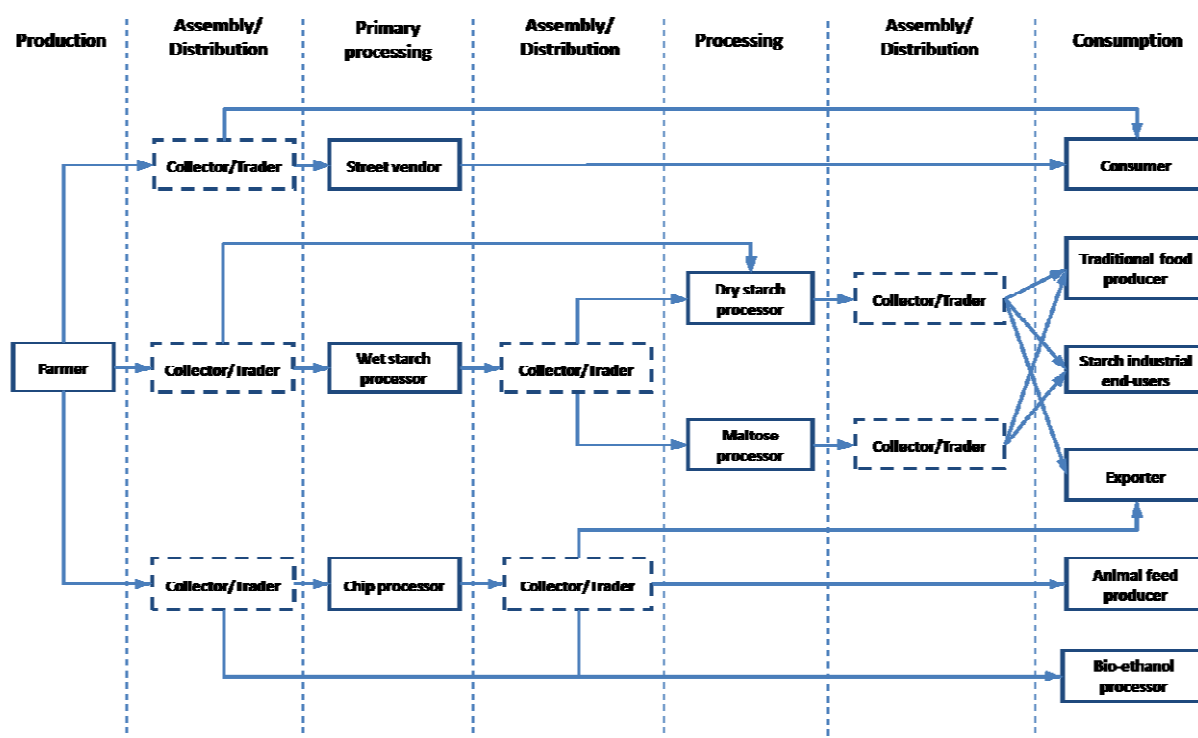 Production
Assembly/
Distribution
Primary
processing
Assembly/
Distribution
Processing
Assembly/
Distribution
Consumption
Collector/Trader
Street vendor
Consumer
Traditional food
producer
Dry starch
processor
Collector/Trader
Farmer
Collector/Trader
Wet starch
processor
Collector/Trader
Starch industrial
end-users
Maltose
processor
Collector/Trader
Exporter
Collector/Trader
Chip processor
Collector/Trader
Animal feed
producer
Bio-ethanol
processor